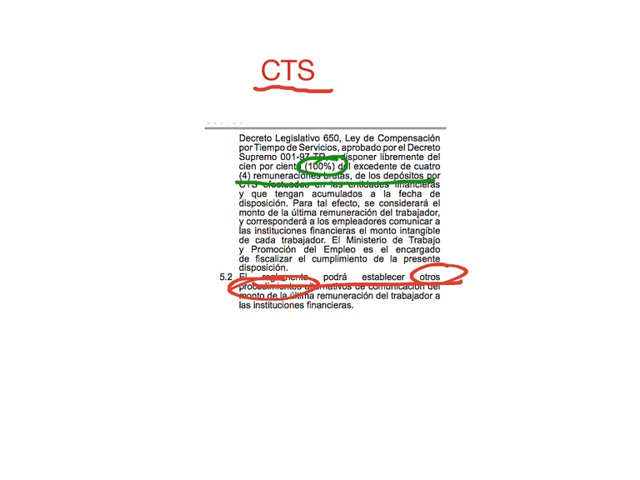 CTS
Decreto Legislativo 650, Ley de Compensación
por Tiempo de Servicios, aprobado por el Decreto
Supremo 001-97-TR, disponer libremente del
cien por ciento (100%) del excedente de cuatro
(4) remuneraciones brutas, de los depósitos por
CTS efectuados en las entidades financieras
y que tengan acumulados a la fecha de
disposición. Para tal efecto, se considerará el
monto de la última remuneración del trabajador,
y corresponderá a los empleadores comunicar a
las instituciones financieras el monto intangible
de cada trabajador. El Ministerio de Trabajo
y Promoción del Empleo es el encargado
de fiscalizar el cumplimiento de la presente
disposición.
5.2 El reglamento podrá establecer otros
procedimientos alternativos de comunicación del
monto de la última remuneración del trabajador a
las instituciones financieras.